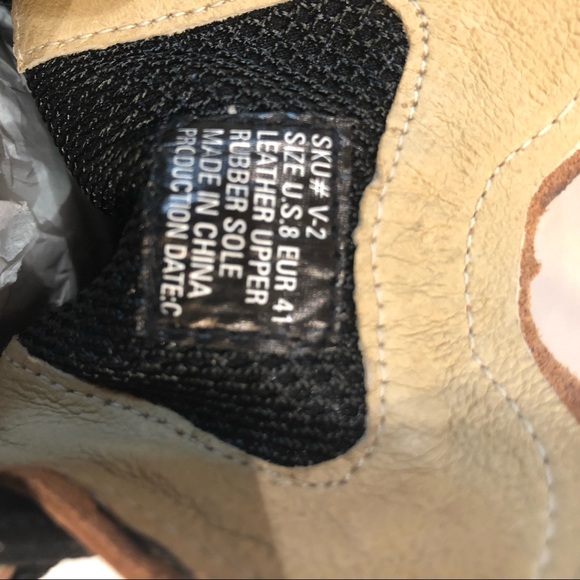 SKU# V-2
SIZE U.S.8 EUR 41
LEATHER UPPER
RUBBER SOLE
MADE IN CHINA
PRODUCTION DATE:C